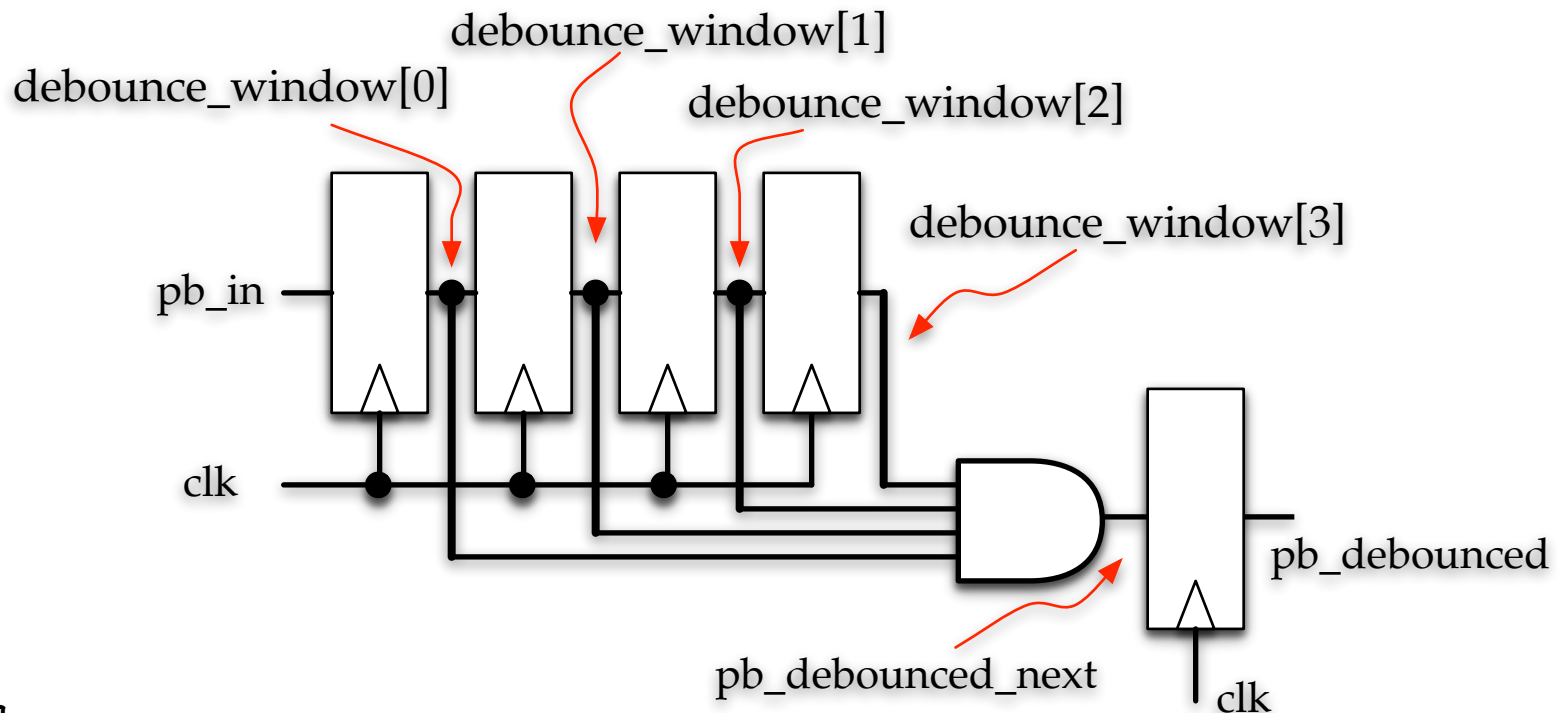 debounce_window[1]
debounce_window[0]
debounce_window[2]
debounce_window[3]
pb_in
clk
pb_debounced
pb_debounced_next
clk